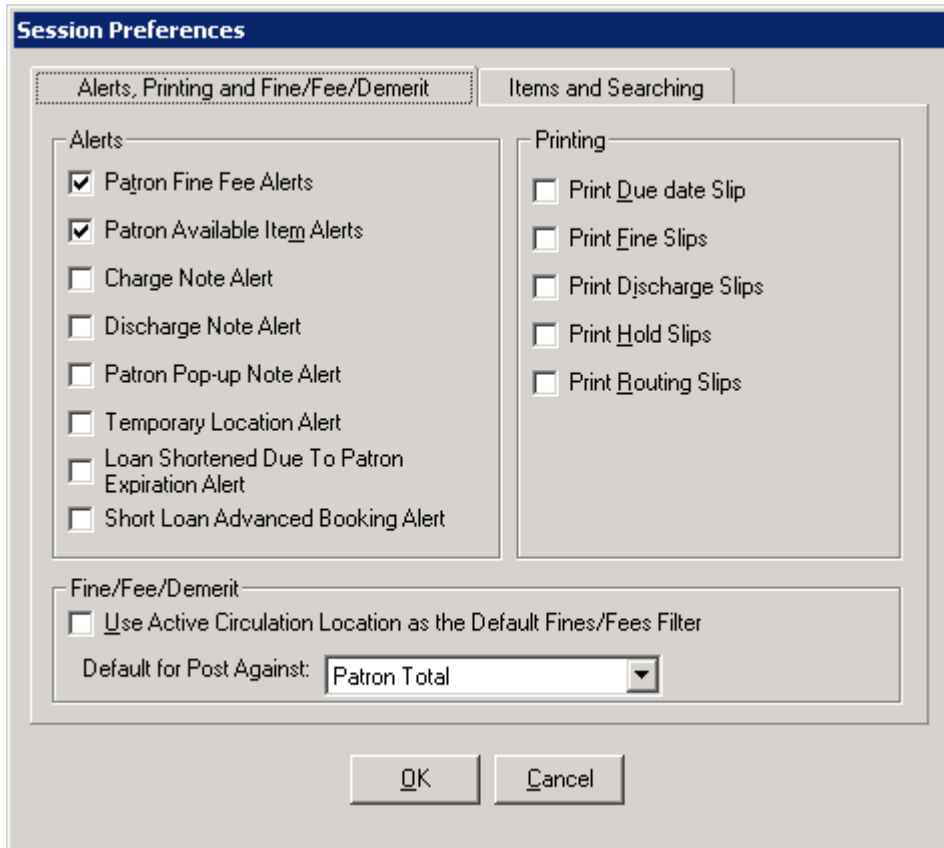 Session Preferences
Alerts, Printing and Fine/Fee/Demerit
Items and Searching
Alerts
Patron Fine Fee Alerts
Patron Available Item Alerts
Charge Note Alert
Discharge Note Alert
Patron Pop-up Note Alert
Temporary Location Alert
Loan Shortened Due To Patron
Expiration Alert
Short Loan Advanced Booking Alert
Printing
Print Due date Slip
Print Fine Slips
Print Discharge Slips
Print Hold Slips
Print Routing Slips
Fine/Fee/Demerit
Use Active Circulation Location as the Default Fines/Fees Filter
Default for Post Against: Patron Total
OK
Cancel